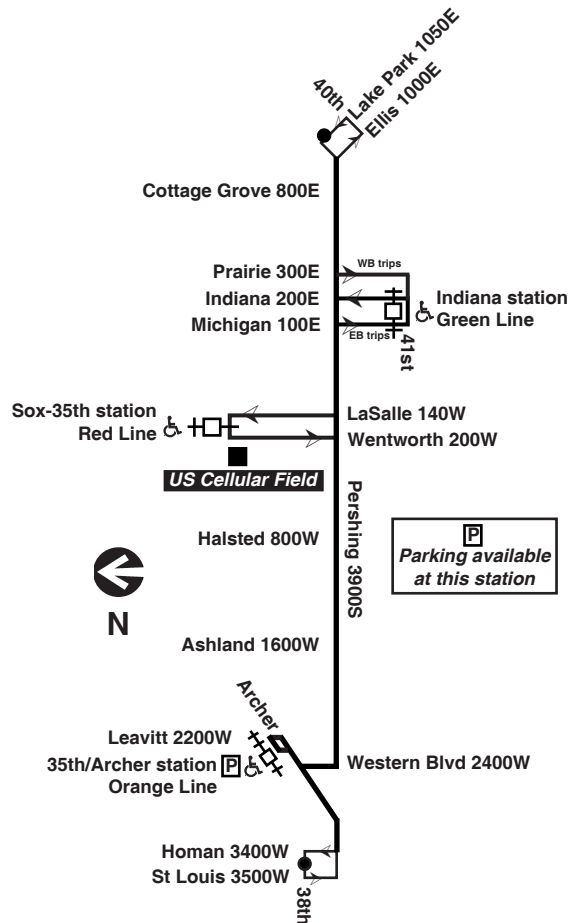 Lake Park 1050E
40th
Ellis 1000E
Cottage Grove 800E
WB trips
Prairie 300E
Indiana 200E
Indiana station
Green Line
Michigan 100E
EB trips
41st
Sox-35th station
Red Line
LaSalle 140W
Wentworth 200W
US Cellular Field
Pershing 3900S
Halsted 800W
P
Parking available
at this station
N
Ashland 1600W
Archer
Leavitt 2200W
35th/Archer station P
Orange Line
Western Blvd 2400W
Homan 3400W
St Louis 3500W
38th